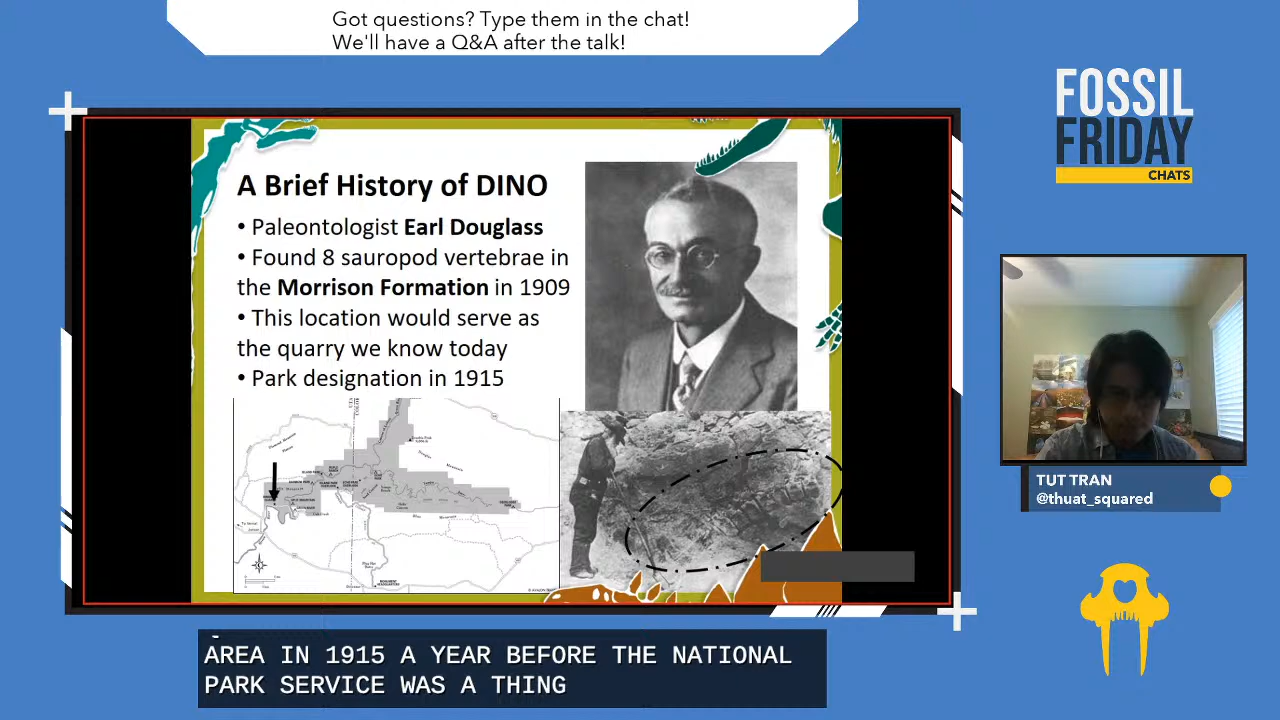 Got questions? Type them in the chat!
We'll have a Q&A after the talk!
FOSSIL
FRIDAY
CHATS
A Brief History of DINO
• Paleontologist Earl Douglass
• Found 8 sauropod vertebrae in
the Morrison Formation in 1909
• This location would serve as
the quarry we know today
• Park designation in 1915
TUT TRAN
@thuat_squared
AREA IN 1915 A YEAR BEFORE THE NATIONAL
PARK SERVICE WAS A THING